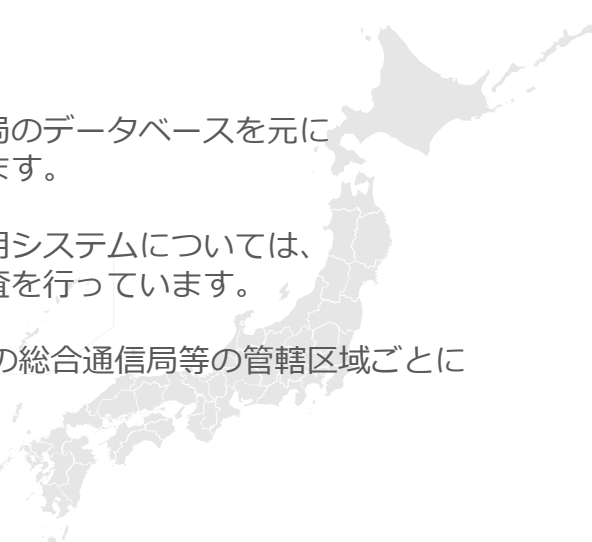 局のデータベースを元に
ます。
用システムについては、
査を行っています。
の総合通信局等の管轄区域ごとに